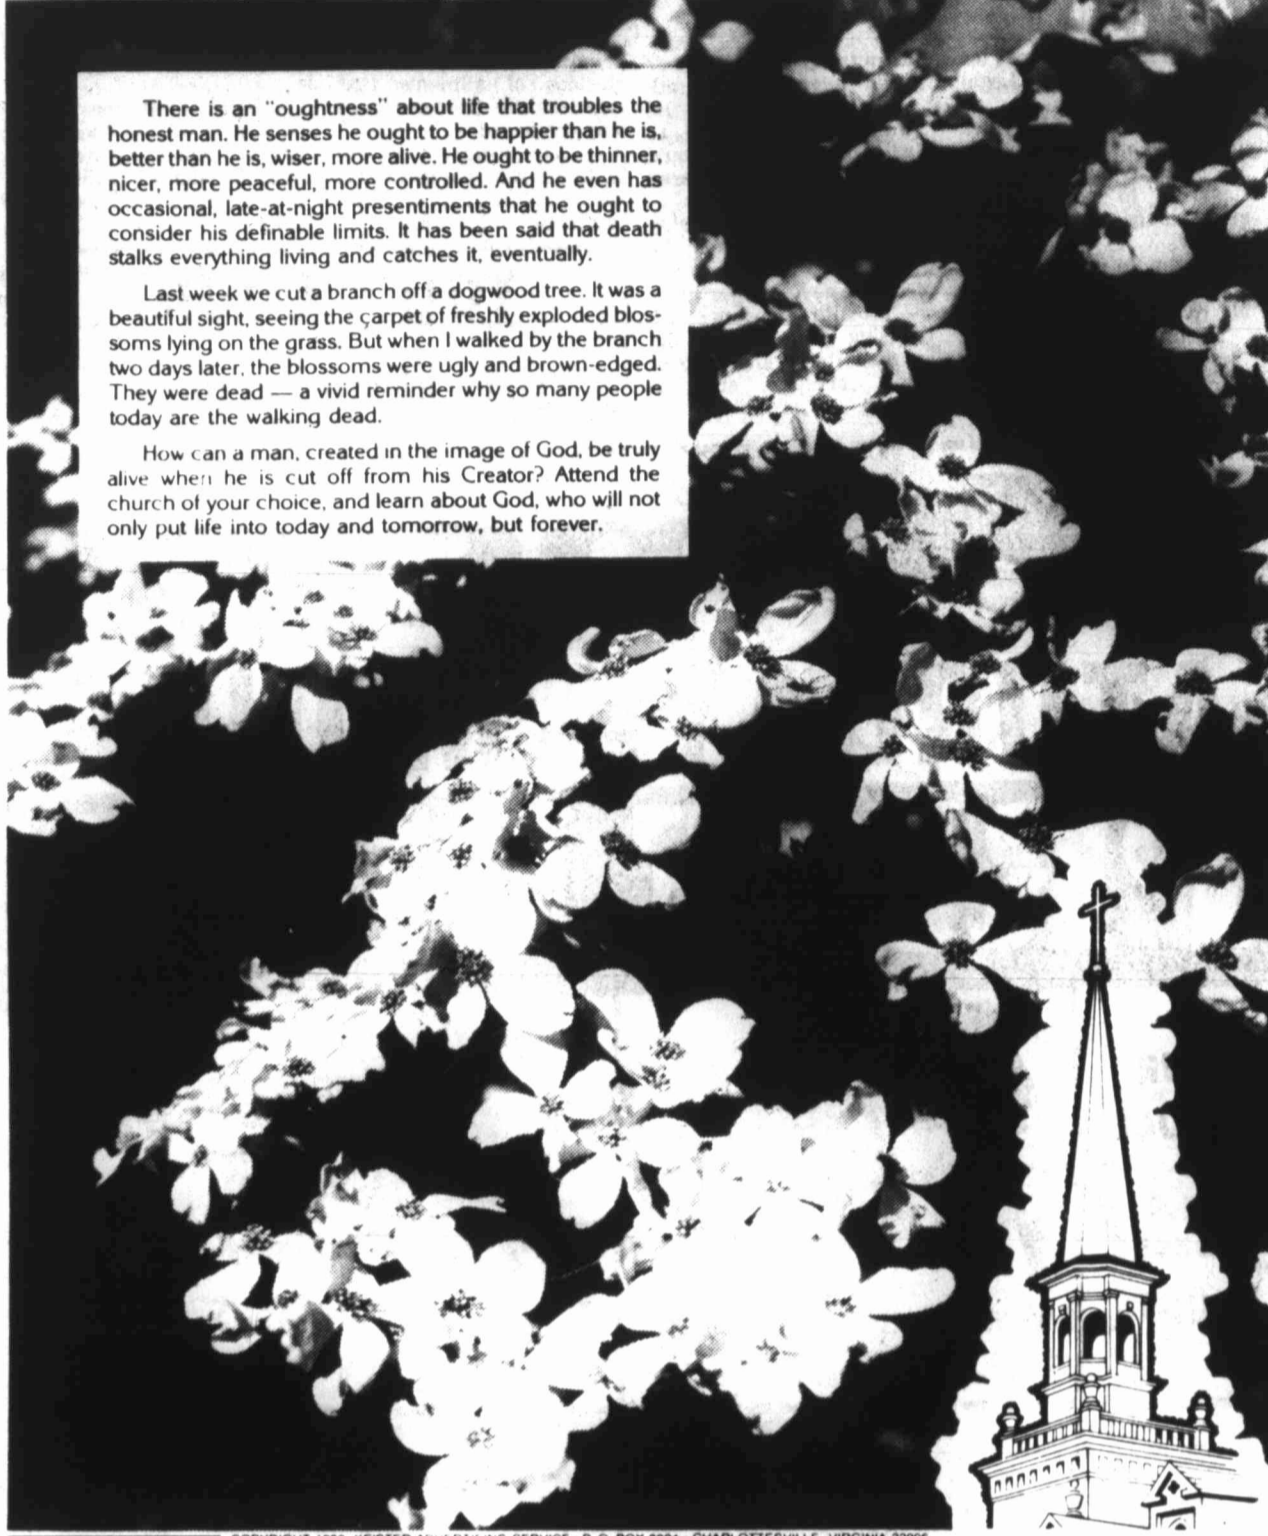 There is an "oughtness" about life that troubles the
honest man. He senses he ought to be happier than he is,
better than he is, wiser, more alive. He ought to be thinner,
nicer, more peaceful, more controlled. And he even has
occasional, late-at-night presentiments that he ought to
consider his definable limits. It has been said that death
stalks everything living and catches it, eventually.
Last week we cut a branch off a dogwood tree. It was a
beautiful sight, seeing the carpet of freshly exploded blos-
soms lying on the grass. But when I walked by the branch
two days later, the blossoms were ugly and brown-edged.
They were dead — a vivid reminder why so many people
today are the walking dead.
How can a man, created in the image of God, be truly
alive when he is cut off from his Creator? Attend the
church of your choice, and learn about God, who will not
only put life into today and tomorrow, but forever.
COPYRIGHT KEISTER ADVERTISING SERVICE P.O. BOX CHARLOTTESVILLE, VIRGINIA